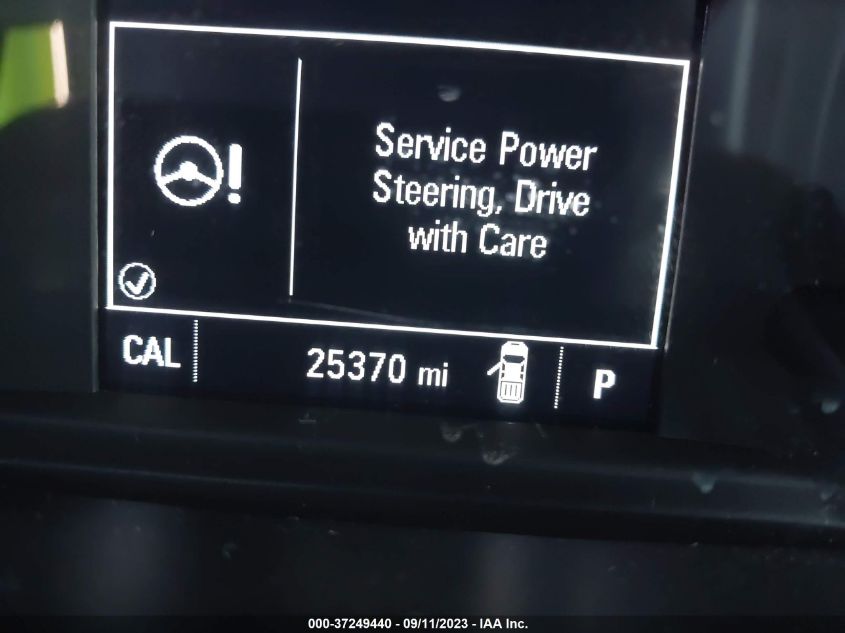 Service Power
Steering, Drive
with Care
CAL
25370 mi
P
000-37249440 - 09/11/2023 - IAA Inc.